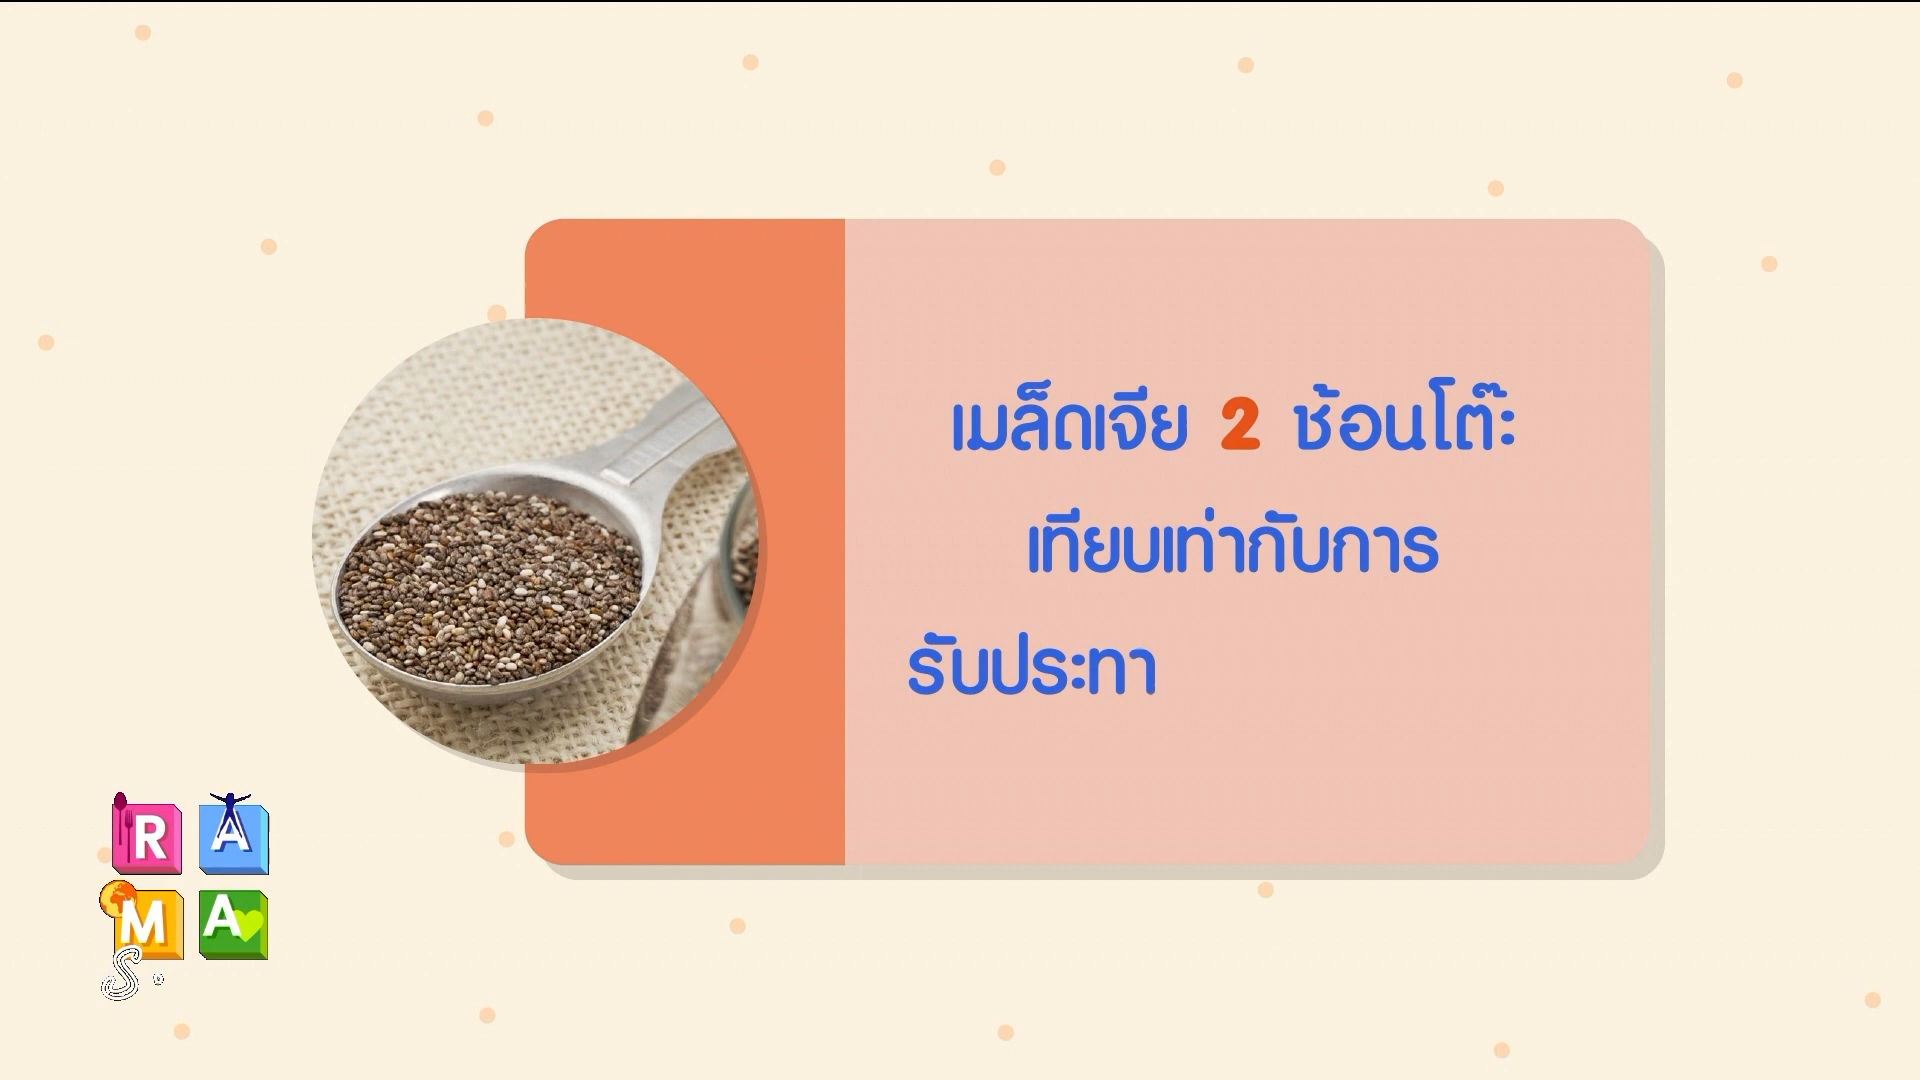 เมล็ดเจีย 2 ช้อนโต๊ะ
เทียบเท่ากับการ
รับประทา
R A
M A
S